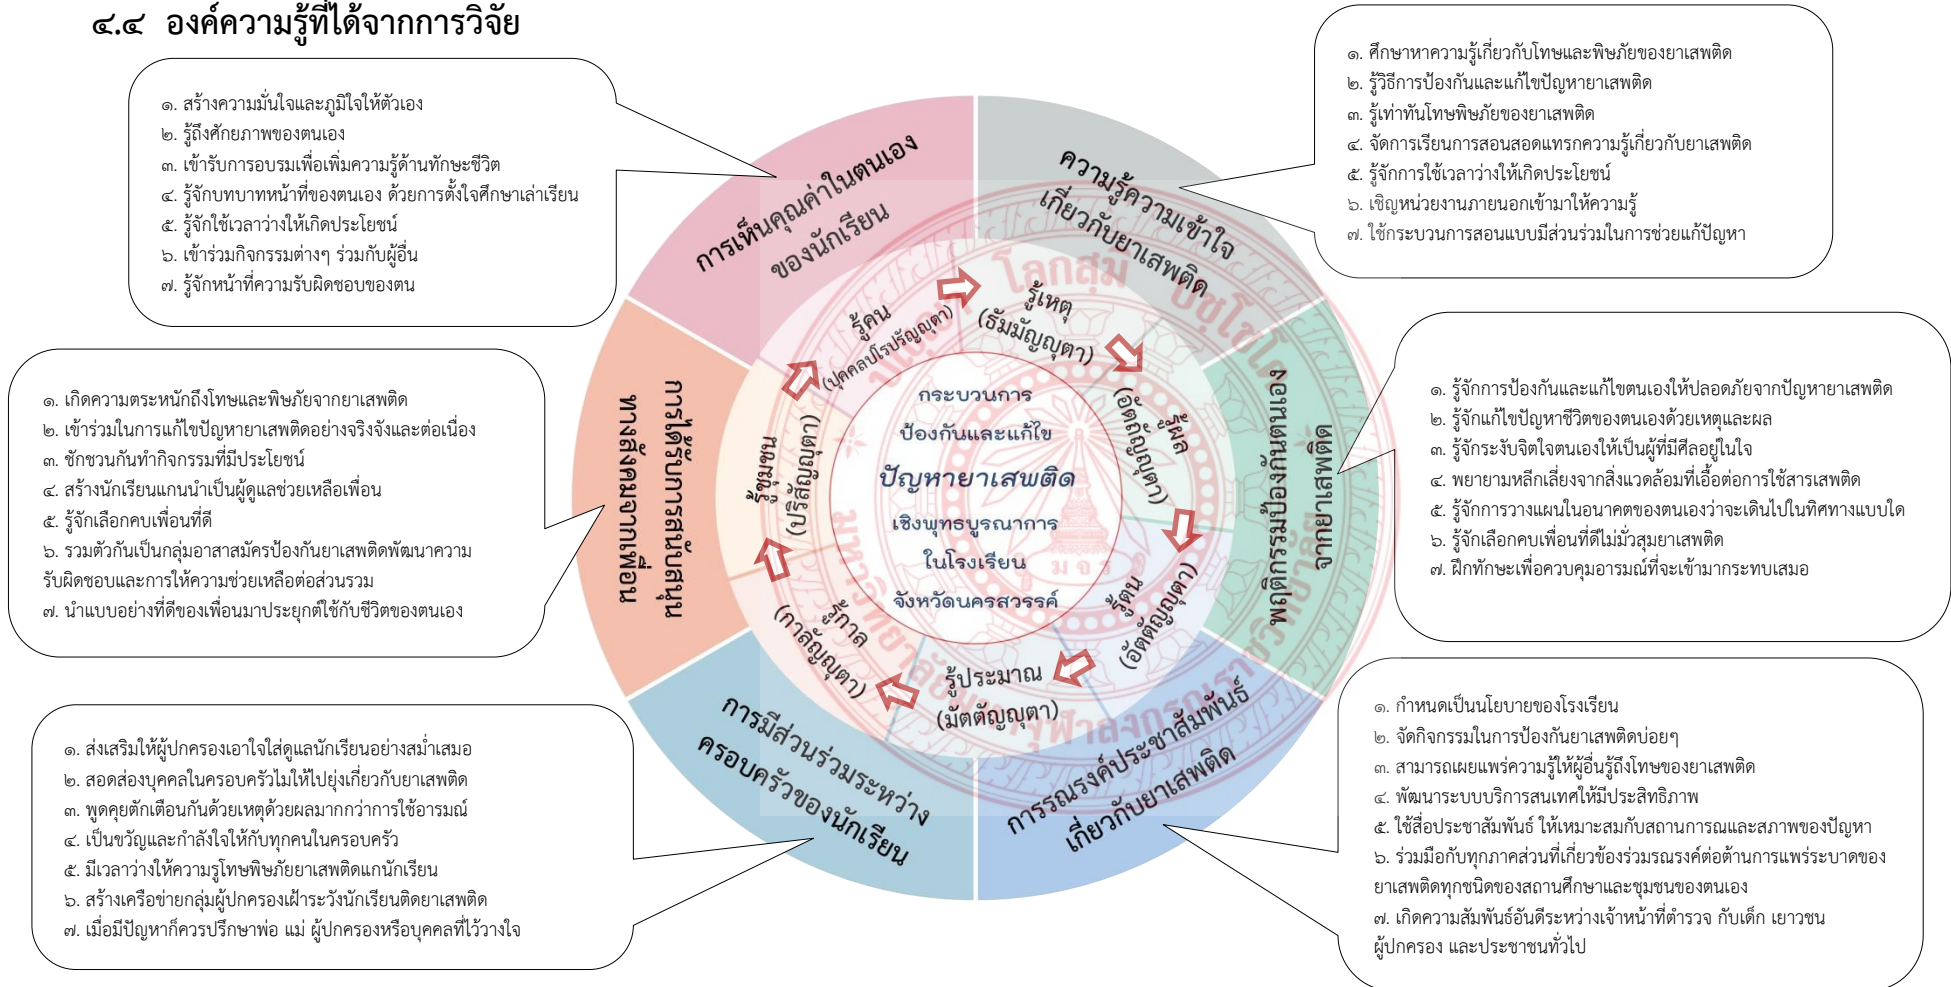 ๔.๔ องค์ความรู้ที่ได้จากการวิจัย
๑. สร้างความมั่นใจและภูมิใจให้ตัวเอง
๒. รู้ถึงศักยภาพของตนเอง
๓. เข้ารับการอบรมเพื่อเพิ่มความรู้ด้านทักษะชีวิต
๔. รู้จักบทบาทหน้าที่ของตนเอง ด้วยการตั้งใจศึกษาเล่าเรียน
๕. รู้จักใช้เวลาว่างให้เกิดประโยชน์
๖. เข้าร่วมกิจกรรมต่างๆ ร่วมกับผู้อื่น
๗. รู้จักหน้าที่ความรับผิดชอบของตน
๑. ศึกษาหาความรู้เกี่ยวกับโทษและพิษภัยของยาเสพติด
๒. รู้วิธีการป้องกันและแก้ไขปัญหายาเสพติด
๓. รู้เท่าทันโทษพิษภัยของยาเสพติด
๔. จัดการเรียนการสอนสอดแทรกความรู้เกี่ยวกับยาเสพติด
๕. รู้จักการใช้เวลาว่างให้เกิดประโยชน์
๖. เชิญหน่วยงานภายนอกเข้ามาให้ความรู้
๗. ใช้กระบวนการสอนแบบมีส่วนร่วมในการช่วยแก้ปัญหา
๑. เกิดความตระหนักถึงโทษและพิษภัยจากยาเสพติด
๒. เข้าร่วมในการแก้ไขปัญหายาเสพติดอย่างจริงจังและต่อเนื่อง
๓. ชักชวนกันทำกิจกรรมที่มีประโยชน์
๔. สร้างนักเรียนแกนนำเป็นผู้ดูแลช่วยเหลือเพื่อน
๕. รู้จักเลือกคบเพื่อนที่ดี
๖. รวมตัวกันเป็นกลุ่มอาสาสมัครป้องกันยาเสพติดพัฒนาความ
รับผิดชอบและการให้ความช่วยเหลือต่อส่วนรวม
๗. นำแบบอย่างที่ดีของเพื่อนมาประยุกต์ใช้กับชีวิตของตนเอง
๑. รู้จักการป้องกันและแก้ไขตนเองให้ปลอดภัยจากปัญหายาเสพติด
๒. รู้จักแก้ไขปัญหาชีวิตของตนเองด้วยเหตุและผล
๓. รู้จักระงับจิตใจตนเองให้เป็นผู้ที่มีศีลอยู่ในใจ
๔. พยายามหลีกเลี่ยงจากสิ่งแวดล้อมที่เอื้อต่อการใช้สารเสพติด
๕. รู้จักการวางแผนในอนาคตของตนเองว่าจะเดินไปในทิศทางแบบใด
๖. รู้จักเลือกคบเพื่อนที่ดีไม่มั่วสุมยาเสพติด
๗. ฝึกทักษะเพื่อควบคุมอารมณ์ที่จะเข้ามากระทบเสมอ
๑. ส่งเสริมให้ผู้ปกครองเอาใจใส่ดูแลนักเรียนอย่างสม่ำเสมอ
๒. สอดส่องบุคคลในครอบครัวไม่ให้ไปยุ่งเกี่ยวกับยาเสพติด
๓. พูดคุยตักเตือนกันด้วยเหตุด้วยผลมากกว่าการใช้อารมณ์
๔. เป็นขวัญและกำลังใจให้กับทุกคนในครอบครัว
๕. มีเวลาว่างให้ความรูโทษพิษภัยยาเสพติดแกนักเรียน
๖. สร้างเครือข่ายกลุ่มผู้ปกครองเฝ้าระวังนักเรียนติดยาเสพติด
๗. เมื่อมีปัญหาก็ควรปรึกษาพ่อ แม่ ผู้ปกครองหรือบุคคลที่ไว้วางใจ
๑. กำหนดเป็นนโยบายของโรงเรียน
๒. จัดกิจกรรมในการป้องกันยาเสพติดบ่อยๆ
๓. สามารถเผยแพร่ความรู้ให้ผู้อื่นรู้ถึงโทษของยาเสพติด
๔. พัฒนาระบบบริการสนเทศให้มีประสิทธิภาพ
๕. ใช้สื่อประชาสัมพันธ์ ให้เหมาะสมกับสถานการณและสภาพของปัญหา
๖. ร่วมมือกับทุกภาคส่วนที่เกี่ยวข้องร่วมรณรงค์ต่อต้านการแพร่ระบาดของ
ยาเสพติดทุกชนิดของสถานศึกษาและชุมชนของตนเอง
๗. เกิดความสัมพันธ์อันดีระหว่างเจ้าหน้าที่ตำรวจ กับเด็ก เยาวชน
ผู้ปกครอง และประชาชนทั่วไป
การเห็นคุณค่าในตนเอง
ของนักเรียน
ความรู้ความเข้าใจ
เกี่ยวกับยาเสพติด
พฤติกรรมป้องกันตนเอง
จากยาเสพติด
การรณรงค์ประชาสัมพันธ์
เกี่ยวกับยาเสพติด
การมีส่วนร่วมระหว่าง
ครอบครัวของนักเรียน
การได้รับการสนับสนุน
ทางสังคมจากเพื่อน
รู้เหตุ
(ธัมมัญญุตา)
รู้ผล
(อัตถัญญุตา)
รู้ตน
(อัตตัญญุตา)
รู้ประมาณ
(มัตตัญญุตา)
รู้กาล
(กาลัญญุตา)
รู้ชุมชน
(ปริสัญญุตา)
รู้คน
(ปุคคลปโรปรัญญุตา)
กระบวนการ
ป้องกันและแก้ไข
ปัญหายาเสพติด
เชิงพุทธบูรณาการ
ในโรงเรียน
จังหวัดนครสวรรค์
โลกสฺมิ ปชฺโชโต
ม จ ร
มหาวิทยาลัยมหาจุฬาลงกรณราชวิทยาลัย